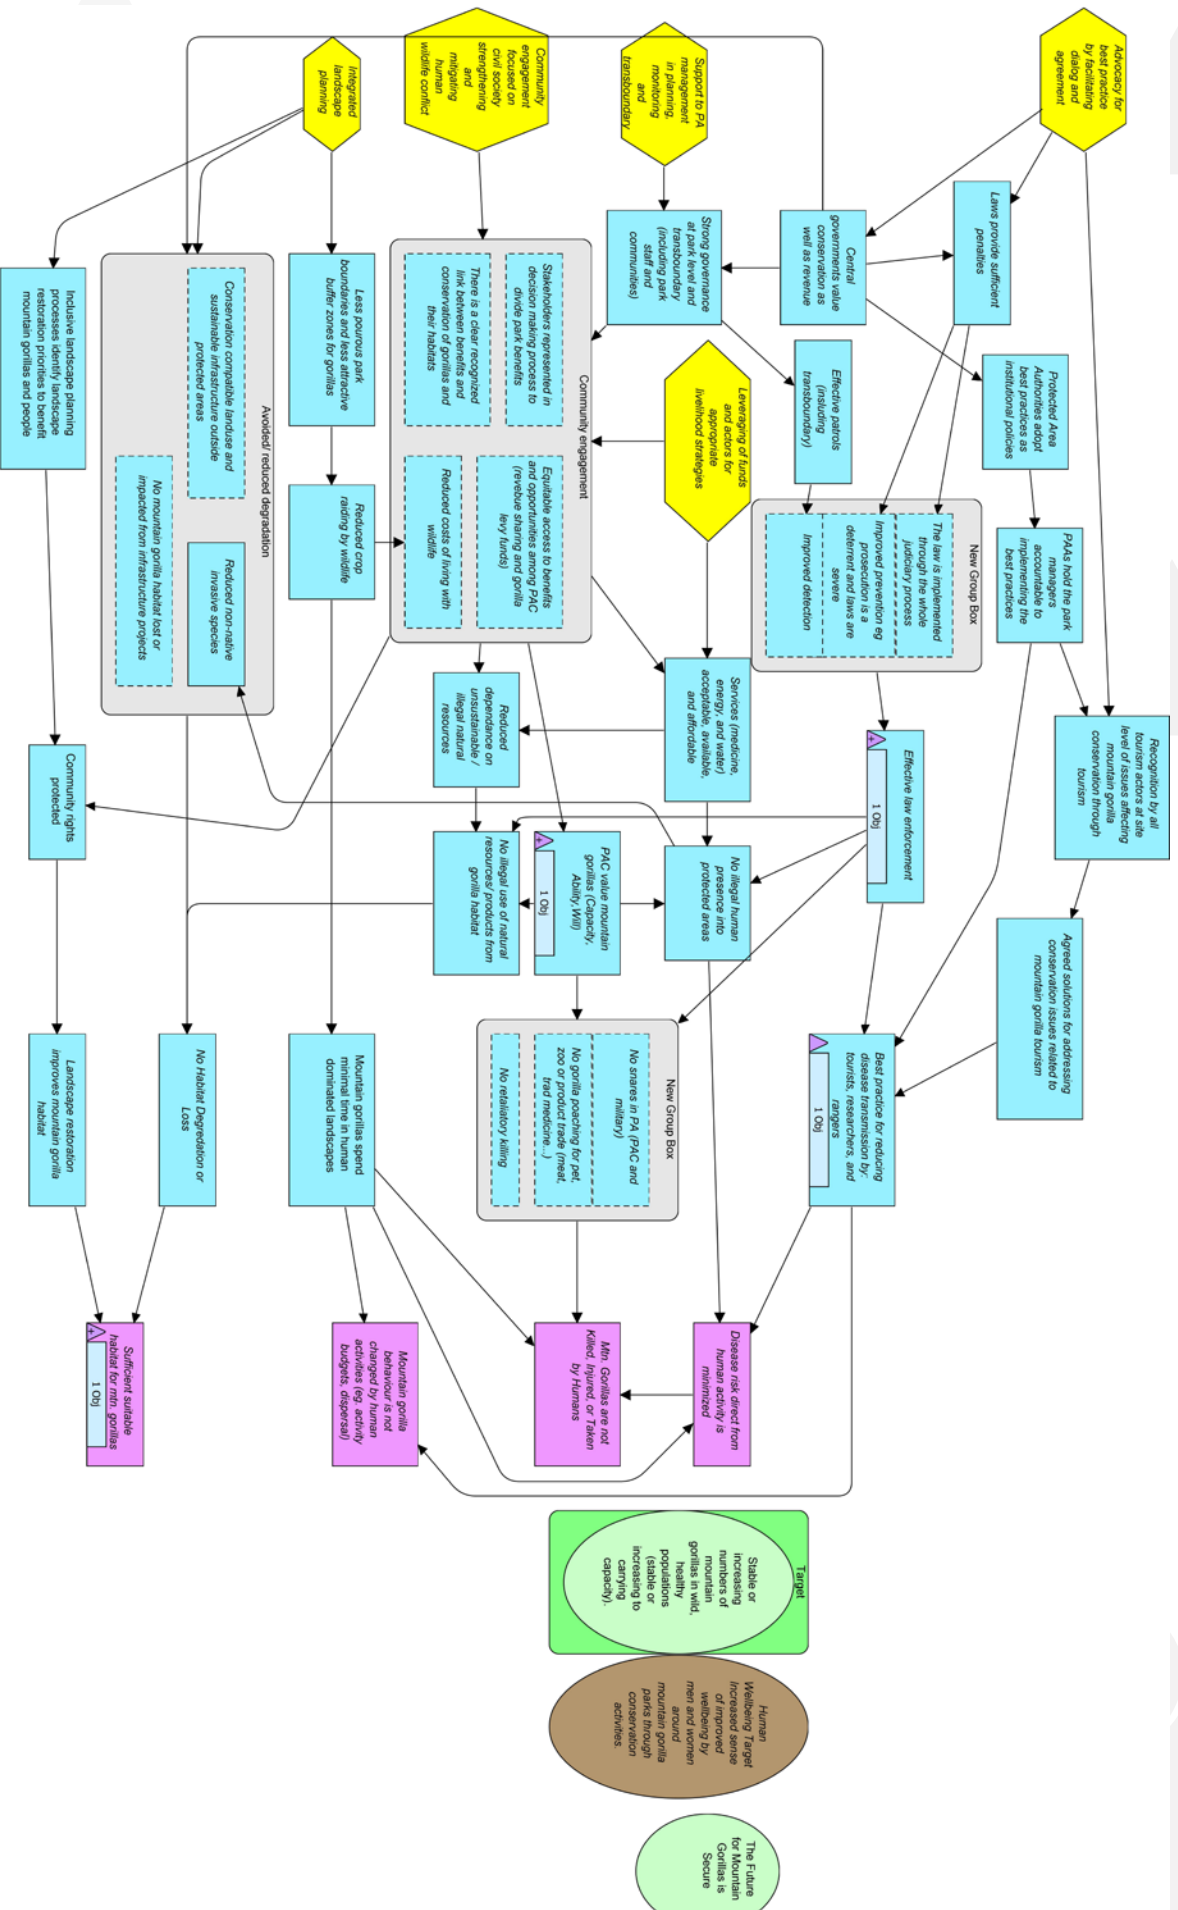 Advocacy for
best practice
by facilitating
dialog and
agreement
Support to PA
management
in planning,
monitoring
and
transboundary
Community
engagement
focused on
civil society
strengthening
and
mitigating
human
wildlife conflict
Integrated
landscape
planning
Laws provide sufficient
penalties
Central
governments value
conservation as
well as revenue
Strong governance
at park level and
transboundary
(including park
staff and
communities)
Leveraging of funds
and actors for
appropriate
livelihood strategies
Effective patrols
(including
transboundary)
Protected Area
Authorities adopt
best practices as
institutional policies
PAAs hold the park
managers
accountable to
implementing the
best practices
New Group Box
The law is implemented
through the whole
judiciary process
Improved prevention eg
prosecution is a
deterrent and laws are
severe
Improved detection
Community engagement
Stakeholders represented in
decision making process to
divide park benefits
There is a clear recognized
link between benefits and
conservation of gorillas and
their habitats
Equitable access to benefits
and opportunities among PAC
(revebue sharing and gorilla
levy funds)
Reduced costs of living with
wildlife
Less pourous park
boundaries and less attractive
buffer zones for gorillas
Reduced crop
raiding by wildlife
Avoided/ reduced degradation
Conservation compatible landuse and
sustainable infrastructure outside
protected areas
Reduced non-native
invasive species
No mountain gorilla habitat lost or
impacted from infrastructure projects
Inclusive landscape planning
processes identify landscape
restoration priorities to benefit
mountain gorillas and people
Recognition by all
tourism actors at site
level of issues affecting
mountain gorilla
conservation through
tourism
Effective law enforcement
1 Obj
Services (medicine,
energy, and water)
acceptable, available,
and affordable
Reduced
dependance on
unsustainable /
illegal natural
resources
No illegal human
presence into
protected areas
PAC value mountain
gorillas (Capacity,
Ability,Will)
1 Obj
No illegal use of natural
resources/ products from
gorilla habitat
Community rights
protected
Agreed solutions for addressing
conservation issues related to
mountain gorilla tourism
Best practice for reducing
disease transmission by:
tourists, researchers, and
rangers
1 Obj
New Group Box
No snares in PA (PAC and
military)
No gorilla poaching for pet,
zoo or product trade (meat,
trad medicine...)
No retaliatory killing
Mountain gorillas spend
minimal time in human
dominated landscapes
No Habitat Degredation or
Loss
Landscape restoration
improves mountain gorilla
habitat
Disease risk direct from
human activity is
minimized
Mtn. Gorillas are not
Killed, Injured, or Taken
by Humans
Mountain gorilla
behaviour is not
changed by human
activities (eg. activity
budgets, dispersal)
Sufficient suitable
habitat for mtn. gorillas
1 Obj
Target
Stable or
increasing
numbers of
mountain
gorillas in wild,
healthy
populations
(stable or
increasing to
carrying
capacity).
Human
Wellbeing Target
Increased sense
of improved
wellbeing by
men and women
around
mountain gorilla
parks through
conservation
activities.
The Future
for Mountain
Gorillas is
Secure